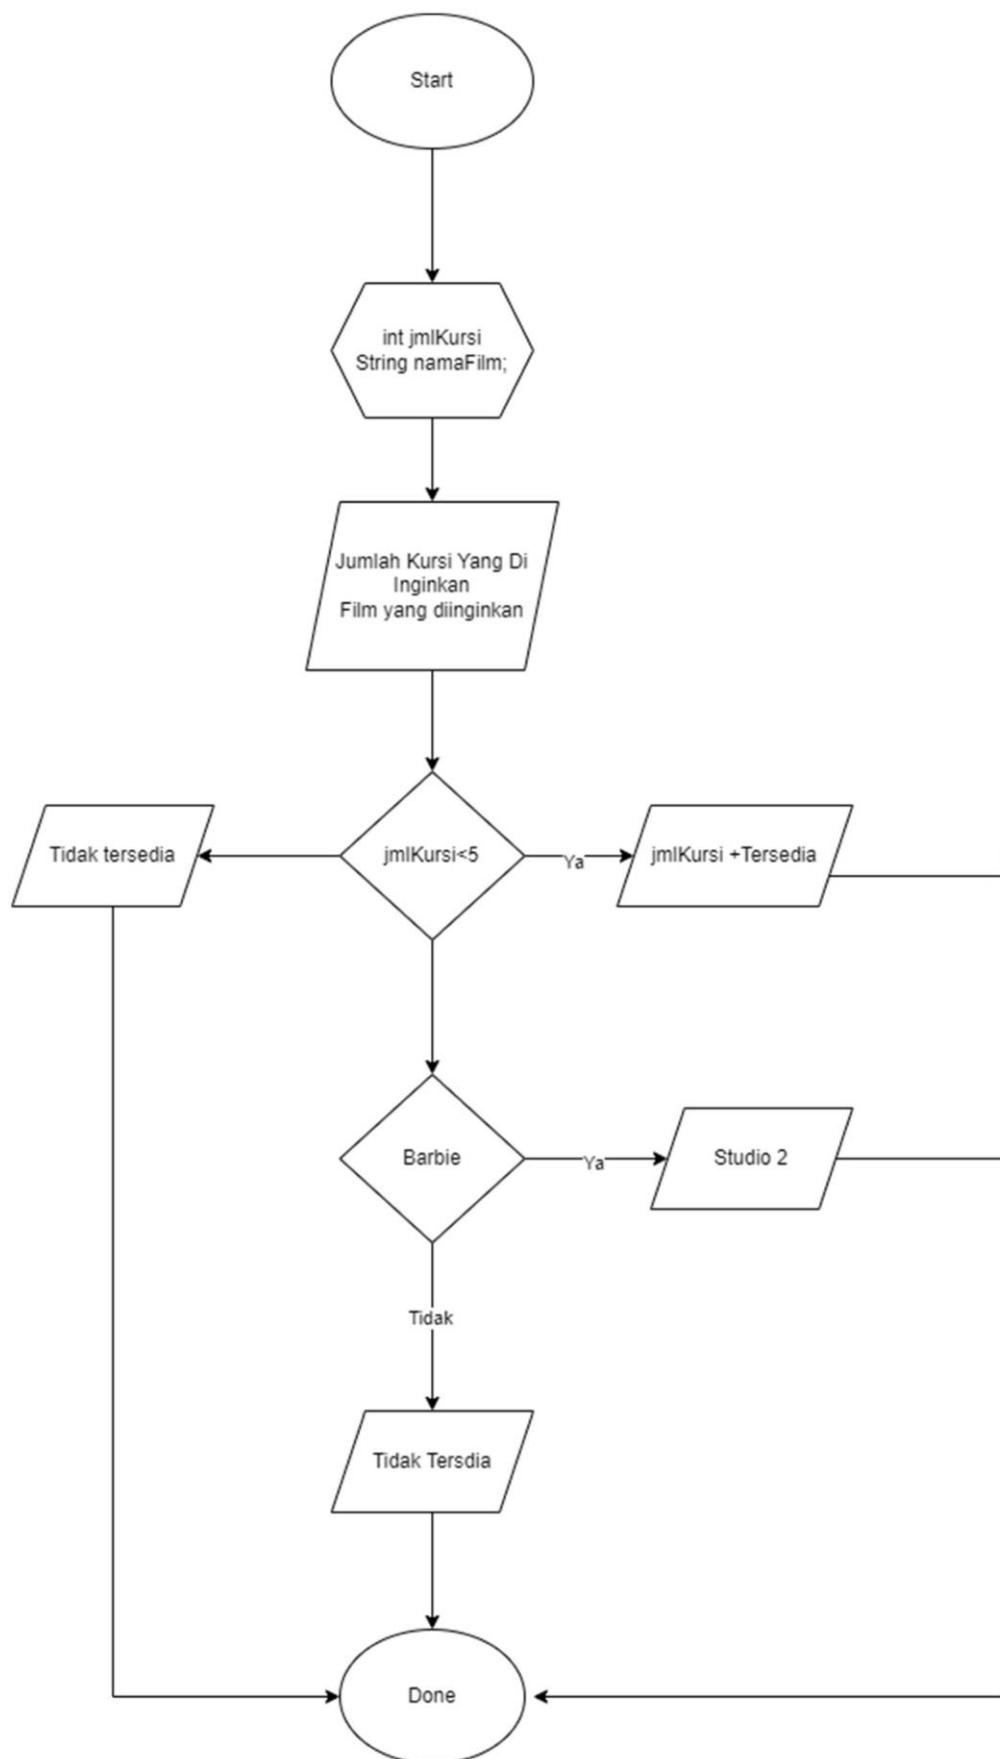 Start
int jmlKursi
String namaFilm;
Jumlah Kursi Yang Di
Inginkan
Film yang diinginkan
Tidak tersedia
jmlKursi<5
Ya
jmlKursi +Tersedia
Barbie
Ya
Studio 2
Tidak
Tidak Tersdia
Done